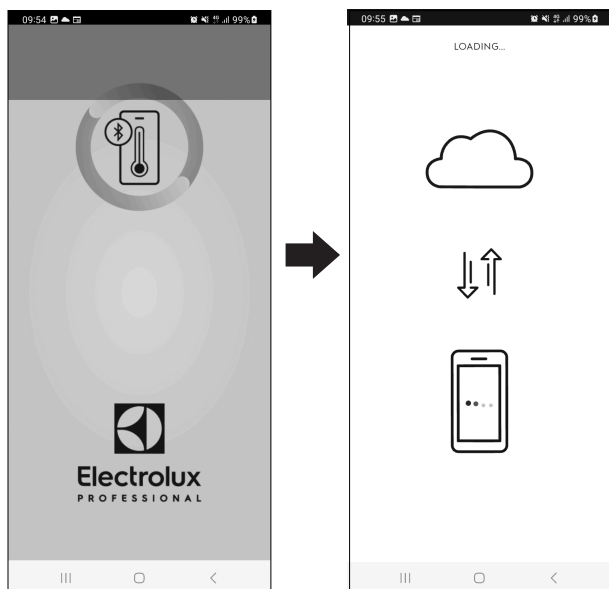 09:54 99%
Electrolux
PROFESSIONAL
09:55 99%
LOADING...